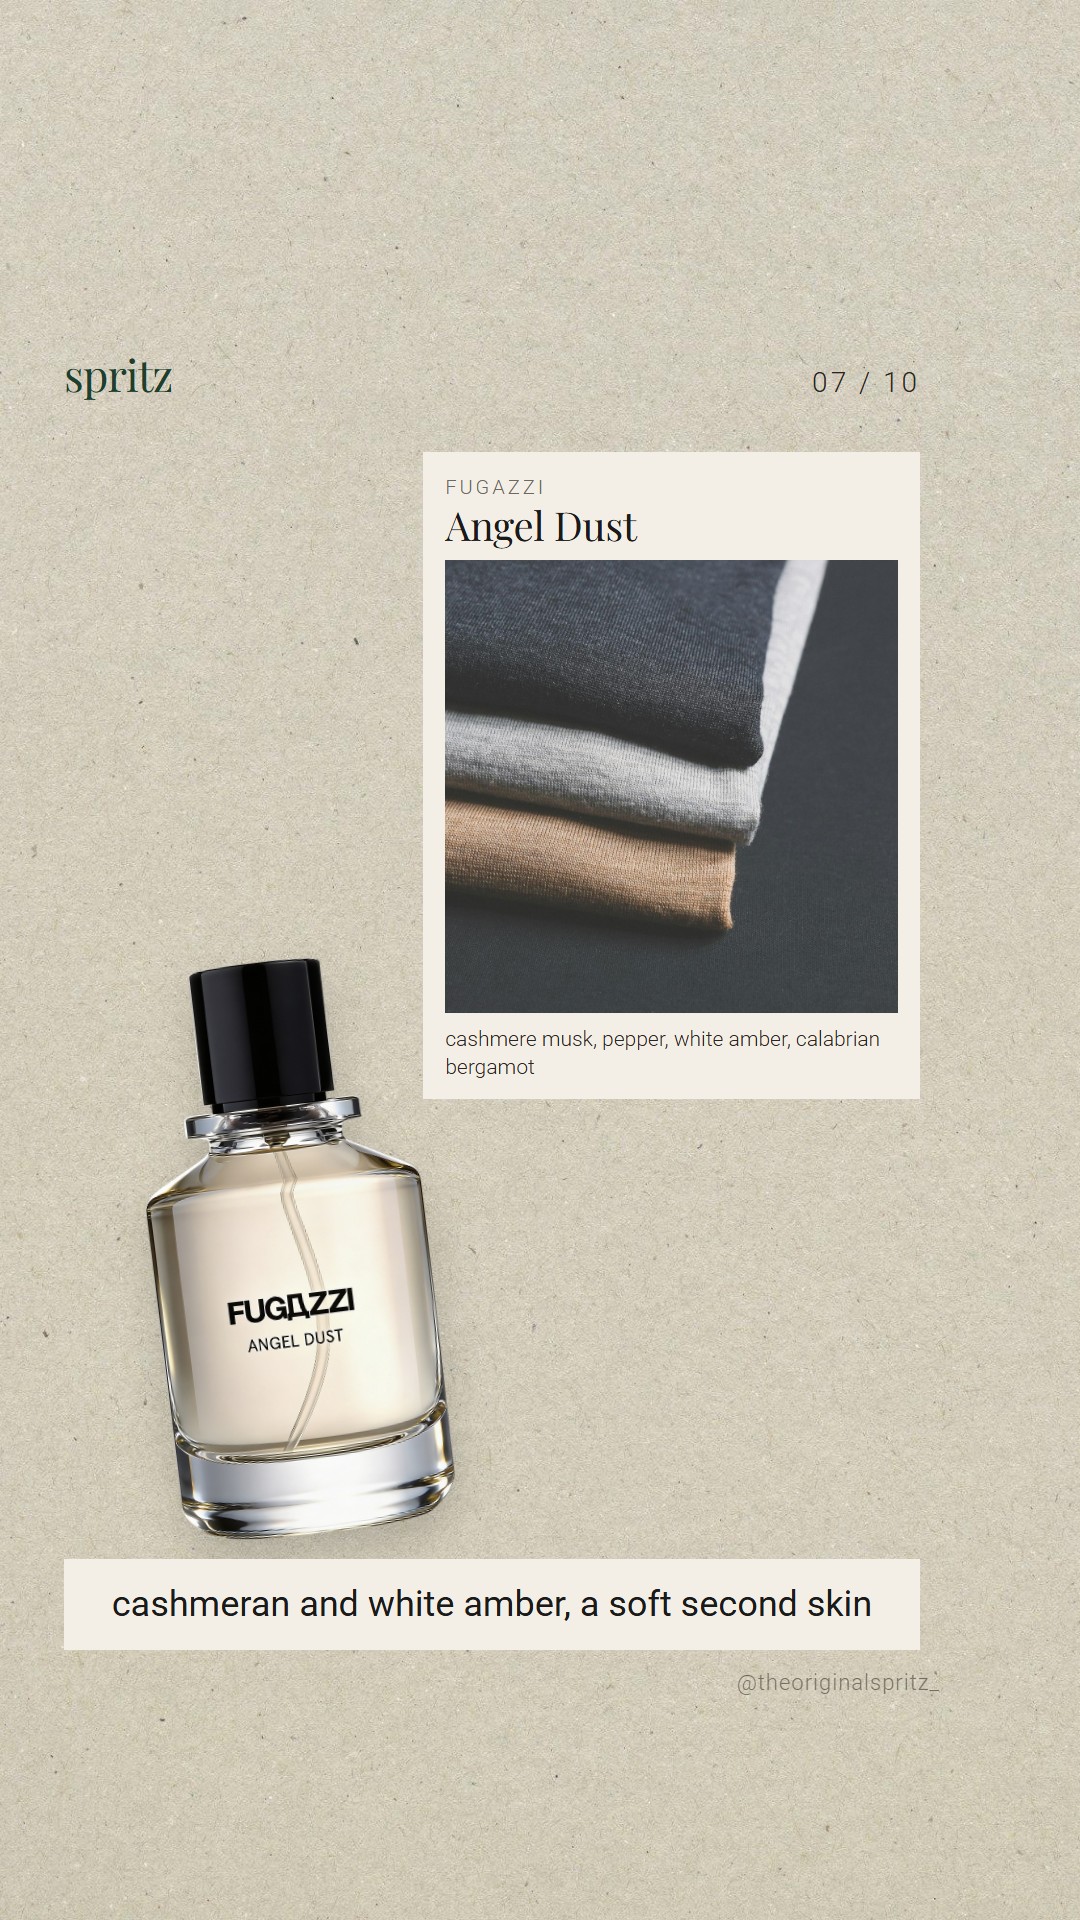 spritz
07 / 10
FUGAZZI
Angel Dust
cashmere musk, pepper, white amber, calabrian
bergamot
FUGAZZI
ANGEL DUST
cashmeran and white amber, a soft second skin
@theoriginalspritz_